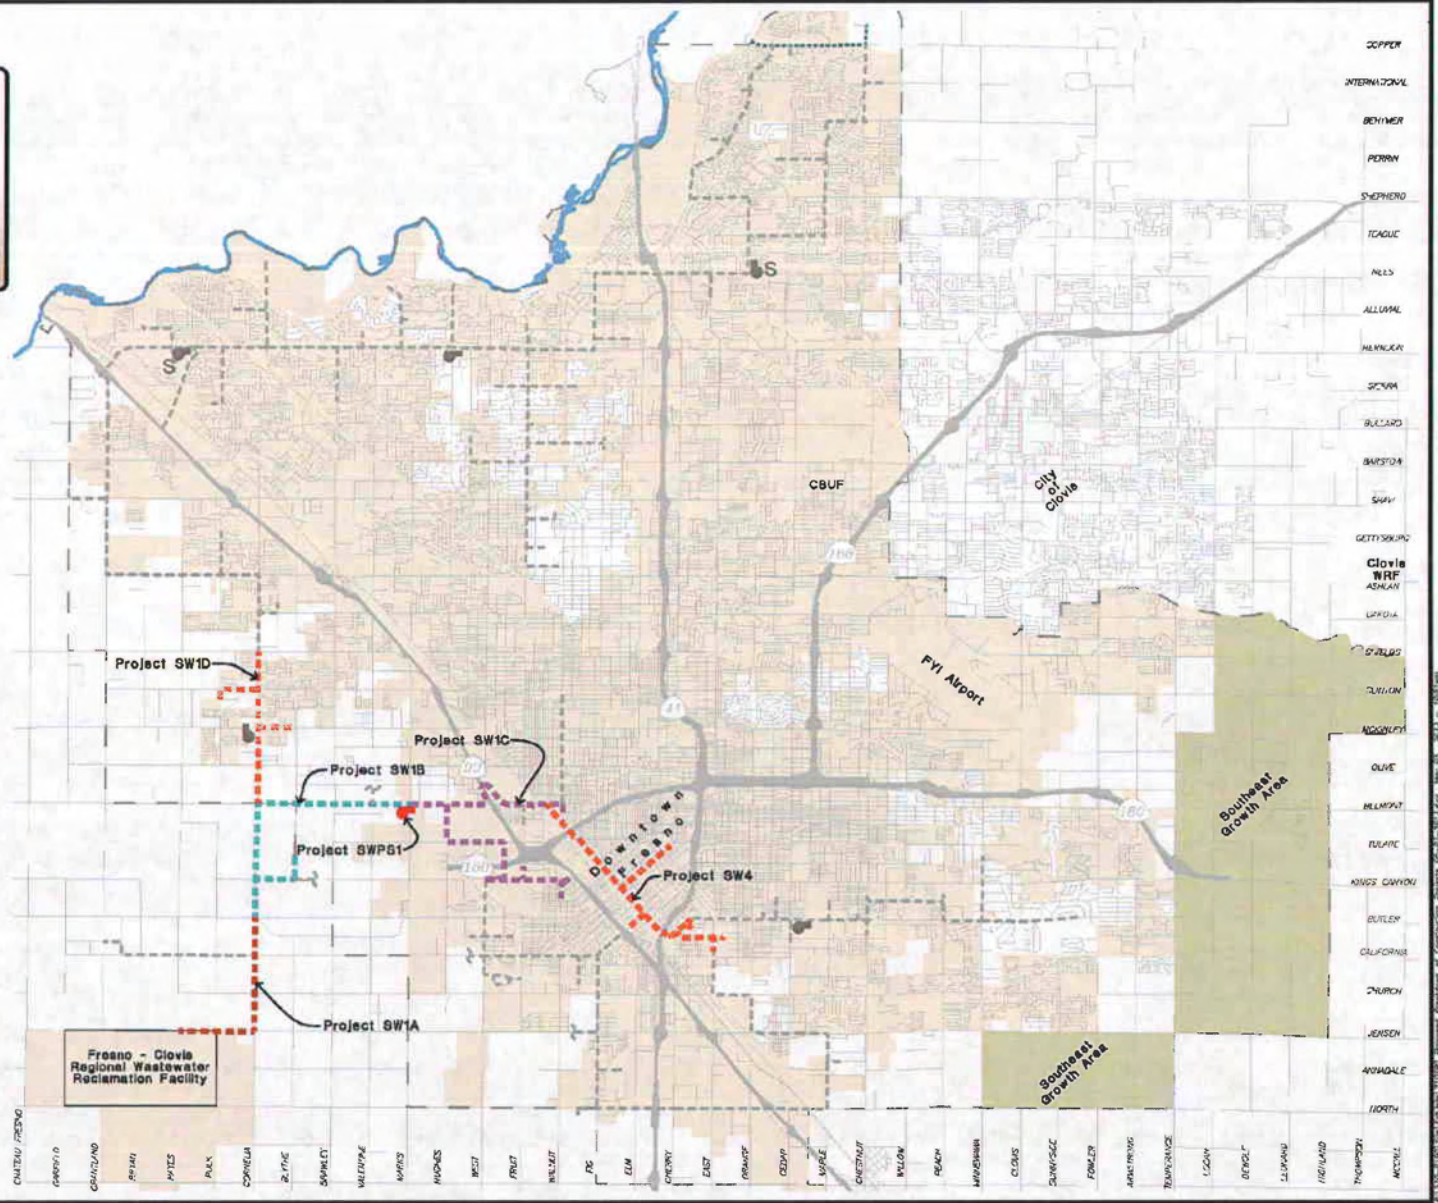 COPPER
INTERNATIONAL
BEHYMER
PERRIN
SHEPHERD
TEAGUE
NEES
ALLUVIAL
HERNDON
SIERRA
BULLARD
BARSTOW
SHAW
GETTYSBURG
Clovis
WRF
ASHLAN
DAKOTA
SHIELDS
CLINTON
MCKINLEY
OLIVE
BELMONT
TULARE
KINGS CANYON
BUTLER
CALIFORNIA
CHURCH
JENSEN
ANNADALE
NORTH
S
S
CBUF
City
of
Clovis
168
FYI Airport
41
Project SW1D
Project SW1C
99
Project SW1B
Project SWPS1
180
Downtown
Fresno
Project SW4
180
Southeast
Growth Area
Project SW1A
Fresno - Clovis
Regional Wastewater
Reclamation Facility
Southeast
Growth Area
CHATEAU FRESNO
GARFIELD
GRANTLAND
BRYAN
HAYES
POLK
CORNELIA
BLYTHE
BRAWLEY
VALENTINE
MARKS
HUGHES
WEST
FRUIT
WALNUT
FIG
ELM
CHERRY
EAST
ORANGE
CEDAR
MAPLE
CHESTNUT
WILLOW
PEACH
MINNEWAWA
CLOVIS
SUNNYSIDE
FOWLER
ARMSTRONG
TEMPERANCE
LOCAN
DEWOLF
LEONARD
HIGHLAND
THOMPSON
MCCALL